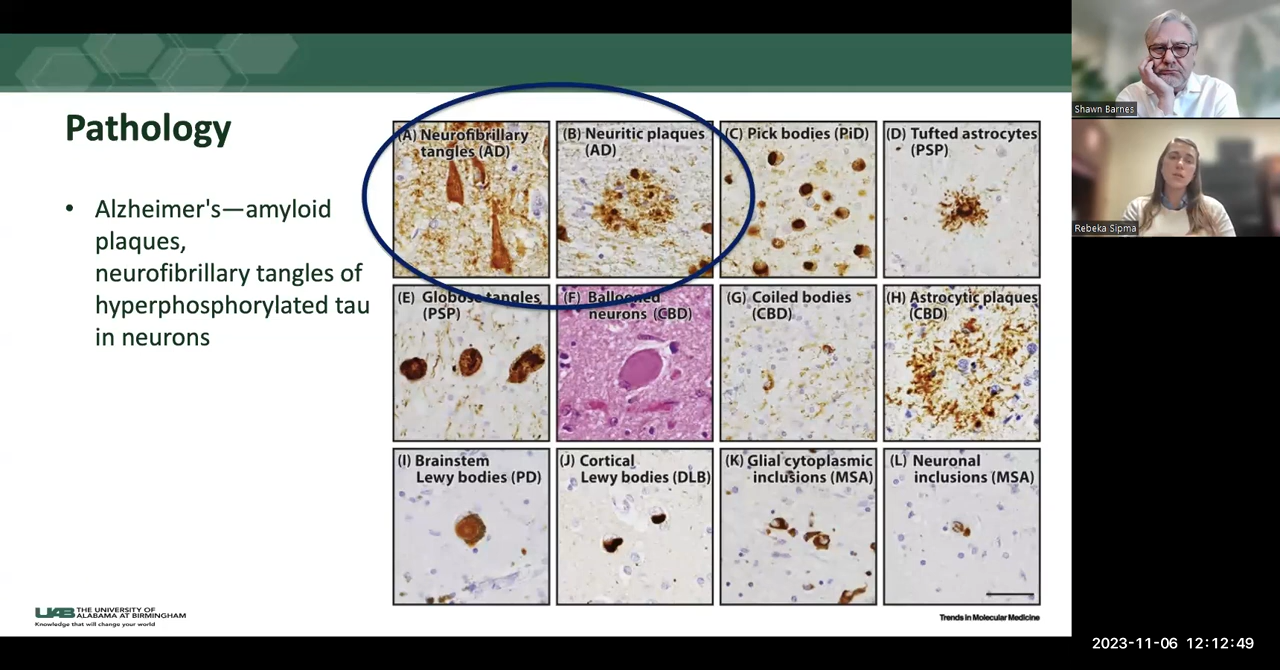 Pathology
• Alzheimer's—amyloid
plaques,
neurofibrillary tangles of
hyperphosphorylated tau
in neurons
(A) Neurofibrillary
tangles (AD)
(B) Neuritic plaques
(AD)
(C) Pick bodies (PiD)
(D) Tufted astrocytes
(PSP)
(E) Globose tangles
(PSP)
(F) Ballooned
neurons (CBD)
(G) Coiled bodies
(CBD)
(H) Astrocytic plaques
(CBD)
(I) Brainstem
Lewy bodies (PD)
(J) Cortical
Lewy bodies (DLB)
(K) Glial cytoplasmic
inclusions (MSA)
(L) Neuronal
inclusions (MSA)
Trends in Molecular Medicine
UAB THE UNIVERSITY OF
ALABAMA AT BIRMINGHAM
Knowledge that will change your world
Shawn Barnes
Rebeka Sipma
2023-11-06 12:12:49